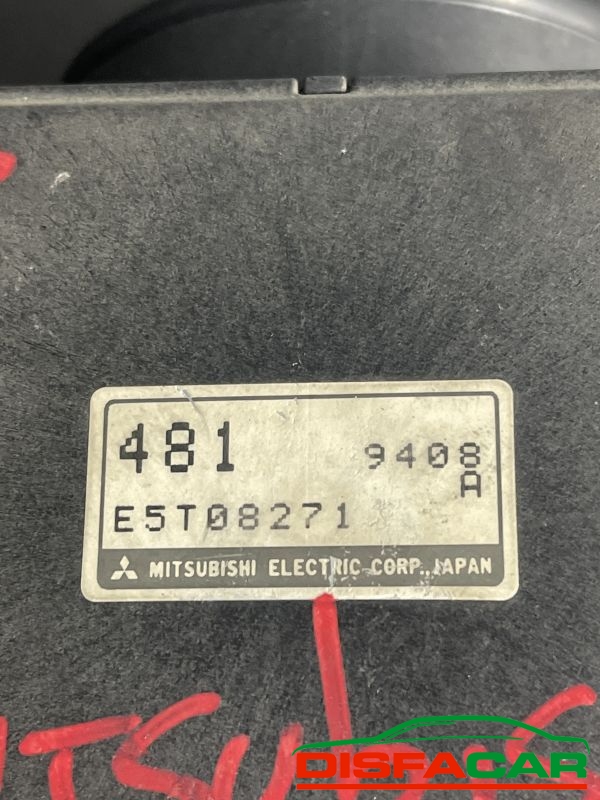 481 9408
A
E5T08271
MITSUBISHI ELECTRIC CORP., JAPAN
DISFACAR